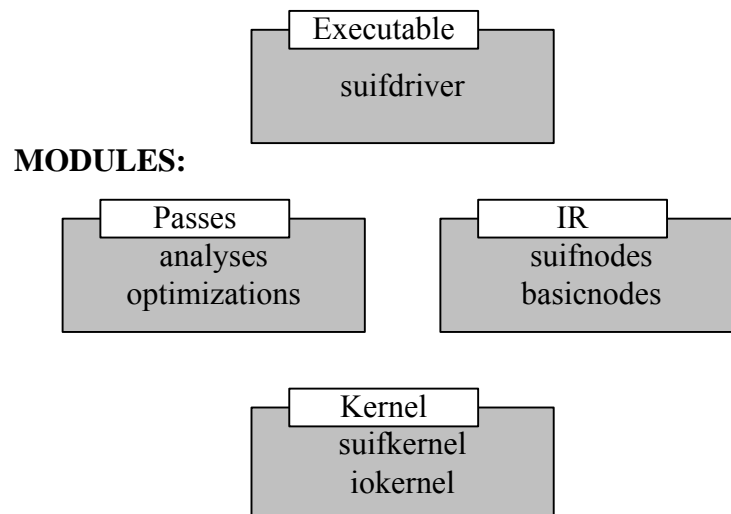 Executable
suifdriver
MODULES:
Passes
analyses
optimizations
IR
suifnodes
basicnodes
Kernel
suifkernel
iokernel